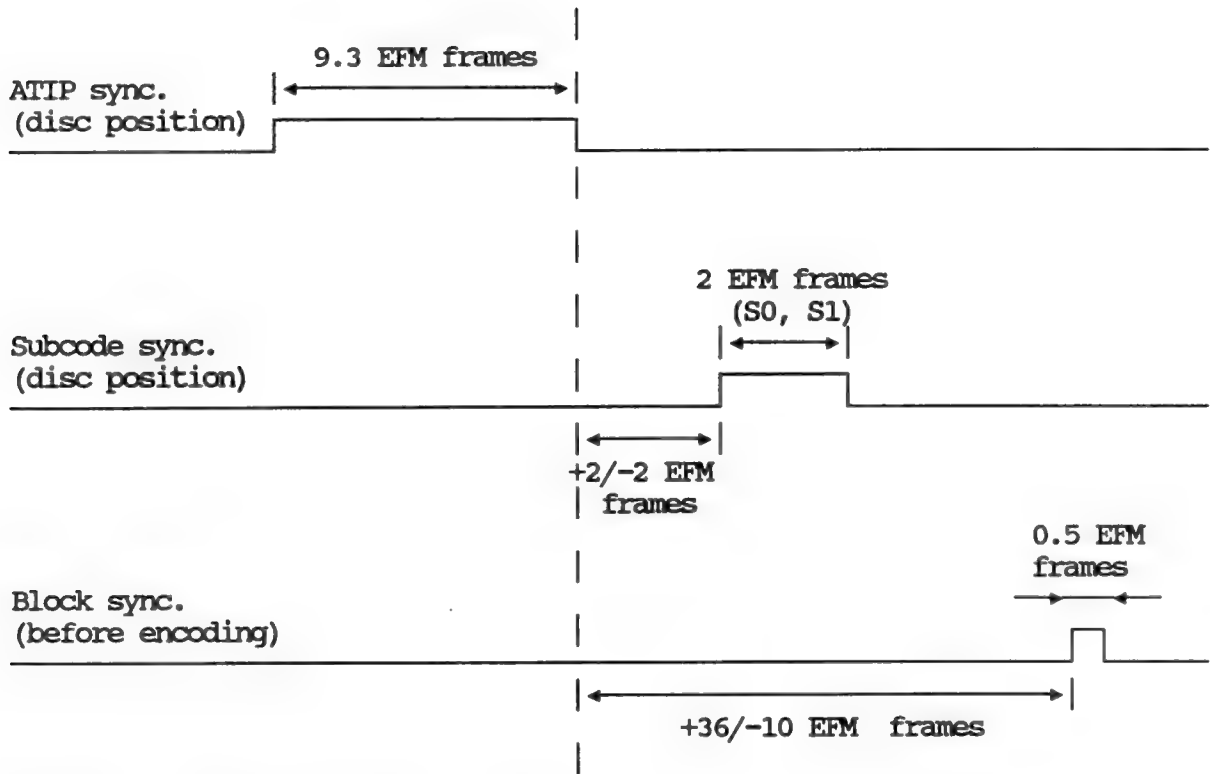 9.3 EFM frames
ATIP sync.
(disc position)
2 EFM frames
(S0, S1)
Subcode sync.
(disc position)
+2/-2 EFM
frames
0.5 EFM
frames
Block sync.
(before encoding)
+36/-10 EFM frames